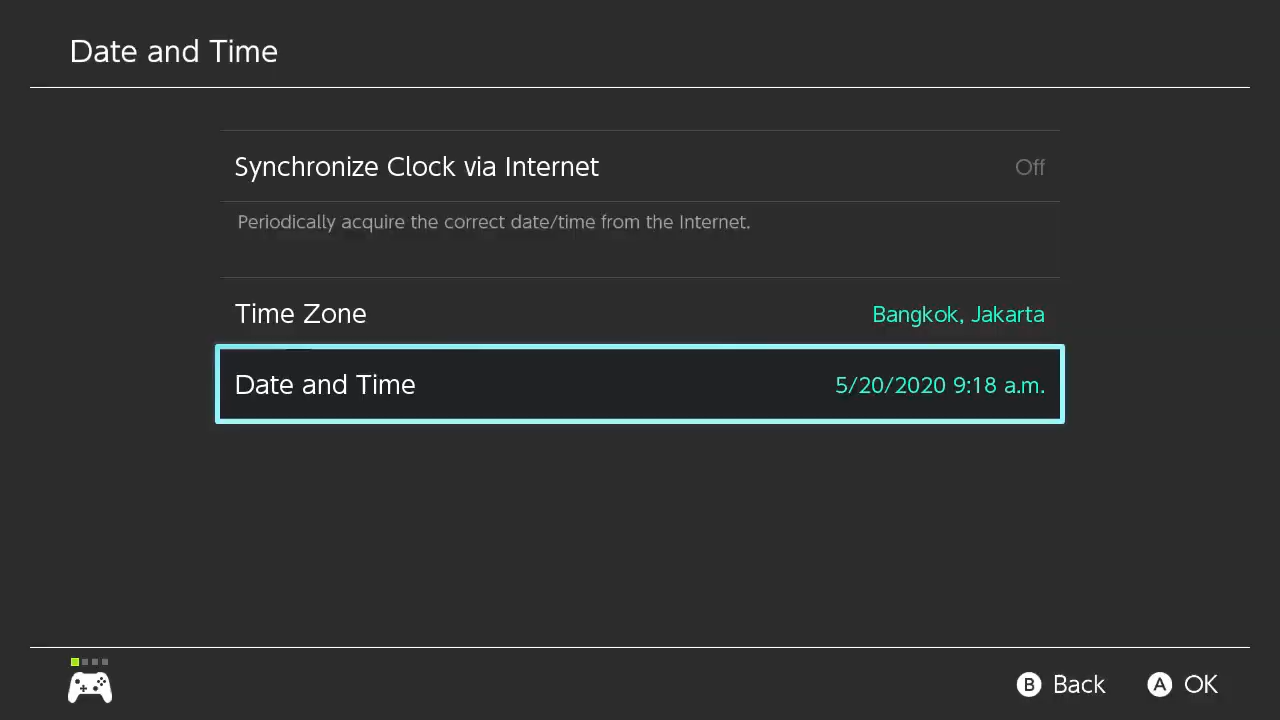 Date and Time
Synchronize Clock via Internet Off
Periodically acquire the correct date/time from the Internet.
Time Zone Bangkok, Jakarta
Date and Time 5/20/2020 9:18 a.m.
B Back A OK